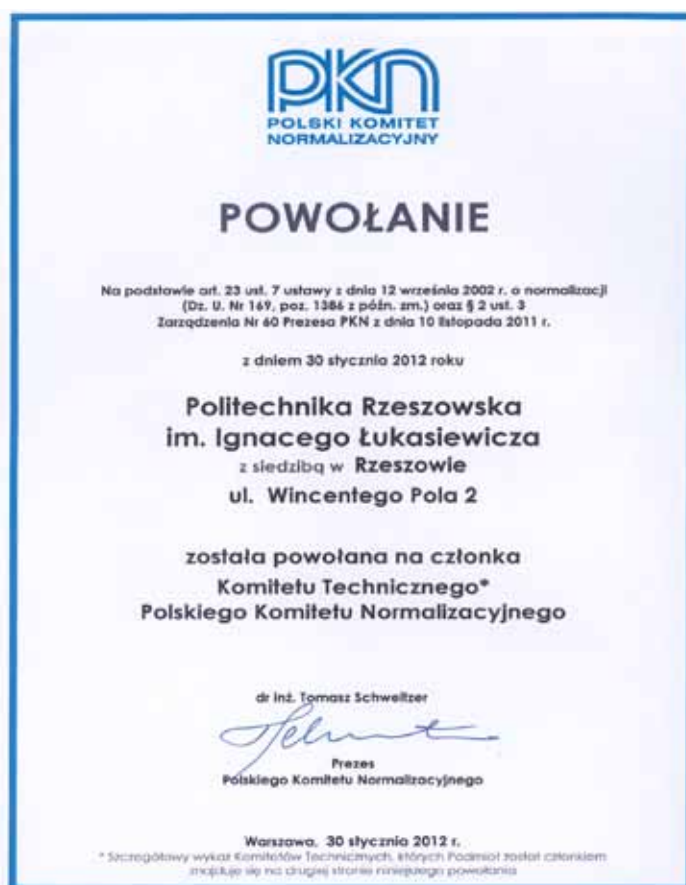 PKN
POLSKI KOMITET
NORMALIZACYJNY
POWOŁANIE
Na podstawie art. 23 ust. 7 ustawy z dnia 12 września 2002 r. o normalizacji
(Dz. U. Nr 169, poz. 1386 z późn. zm.) oraz § 2 ust. 3
Zarządzenia Nr 60 Prezesa PKN z dnia 10 listopada 2011 r.
z dniem 30 stycznia 2012 roku
Politechnika Rzeszowska
im. Ignacego Łukasiewicza
z siedzibą w Rzeszowie
ul. Wincentego Pola 2
została powołana na członka
Komitetu Technicznego*
Polskiego Komitetu Normalizacyjnego
dr inż. Tomasz Schweitzer
Prezes
Polskiego Komitetu Normalizacyjnego
Warszawa, 30 stycznia 2012 r.
* Szczegółowy wykaz Komitetów Technicznych, których Podmiot został członkiem
znajduje się na drugiej stronie niniejszego powołania